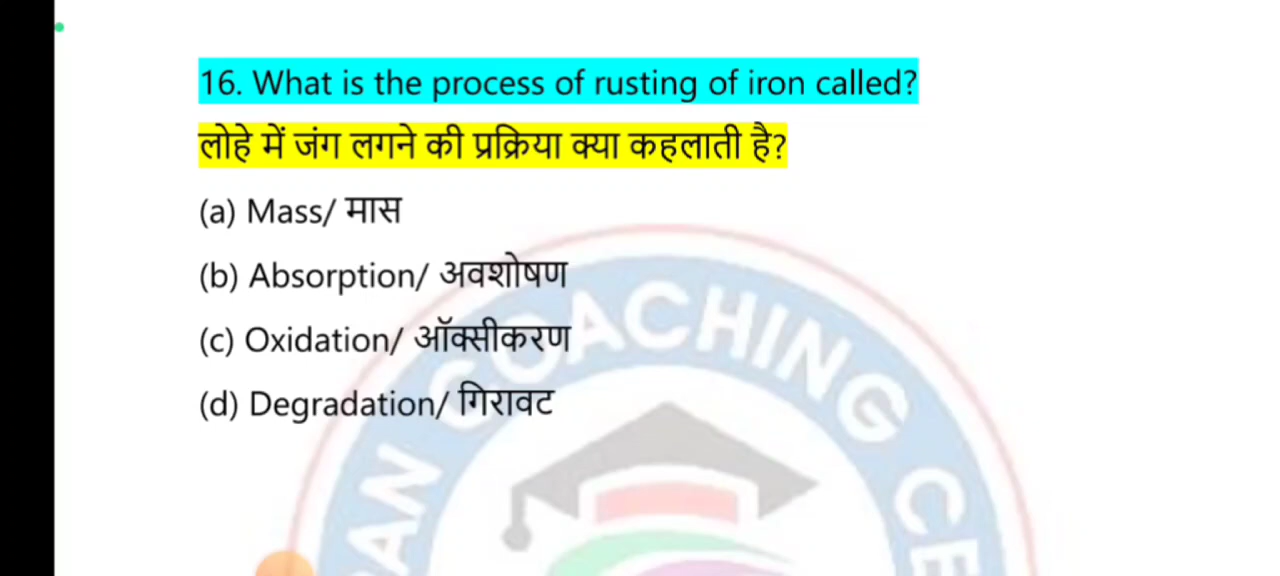 16. What is the process of rusting of iron called?
लोहे में जंग लगने की प्रक्रिया क्या कहलाती है?
(a) Mass/ मास
(b) Absorption/ अवशोषण
(c) Oxidation/ ऑक्सीकरण
(d) Degradation/ गिरावट
COACHING